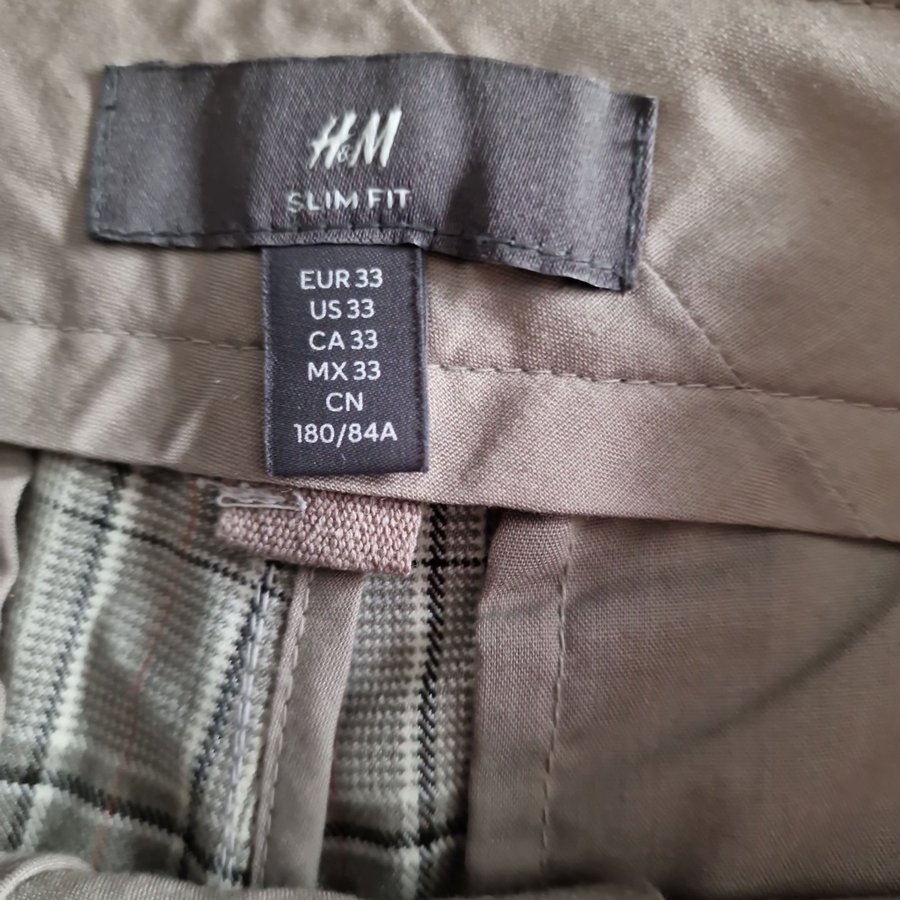 H&M
SLIM FIT
EUR 33
US 33
CA 33
MX 33
CN
180/84A